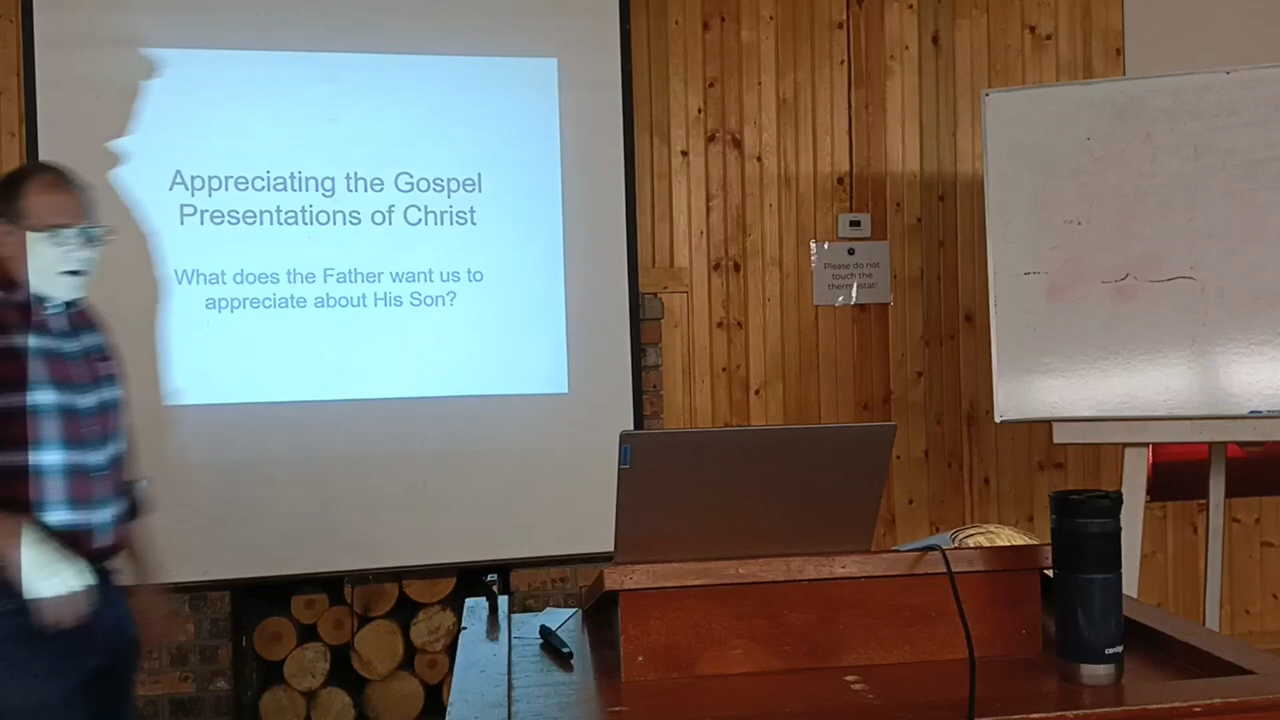 Appreciating the Gospel
Presentations of Christ
What does the Father want us to
appreciate about His Son?
Please do not
touch the
thermostat!
contigo